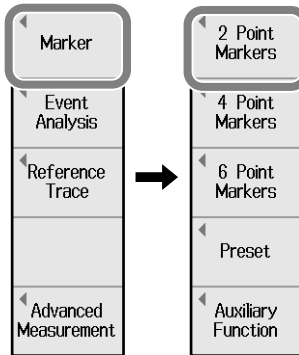 Marker
Event
Analysis
Reference
Trace
Advanced
Measurement
2 Point
Markers
4 Point
Markers
6 Point
Markers
Preset
Auxiliary
Function